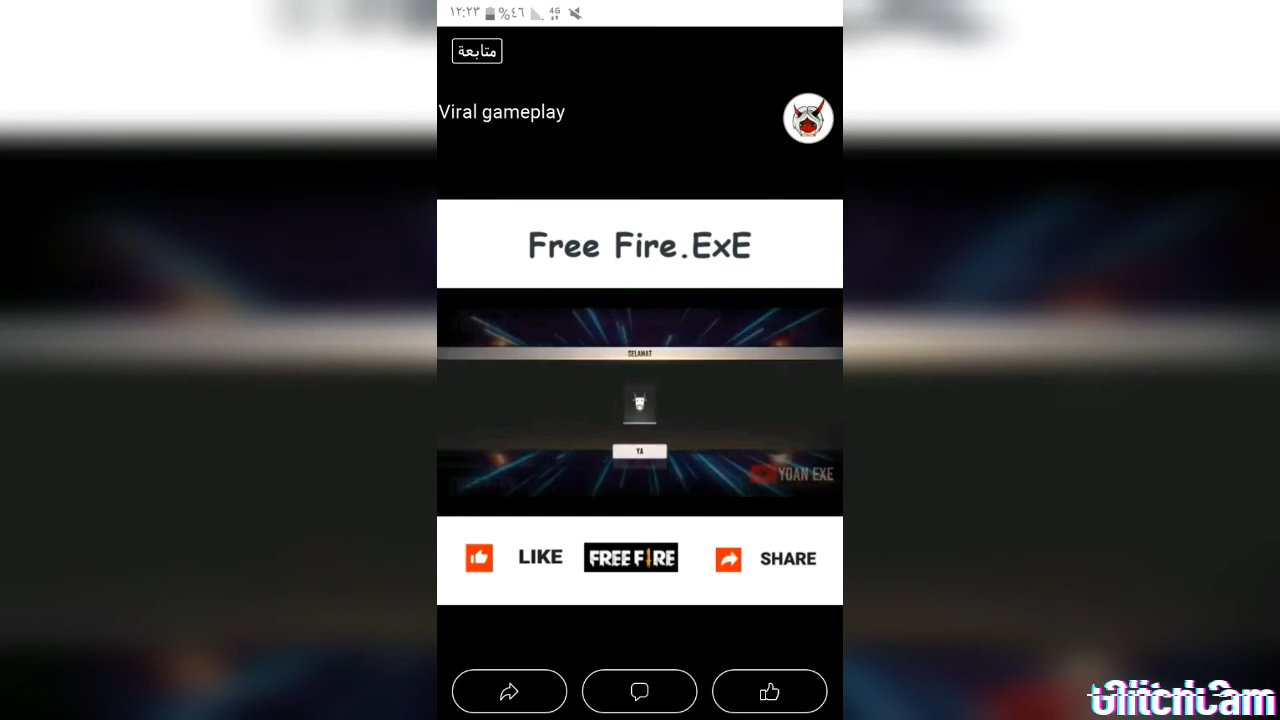 ١٢:٢٣ %٤٦ 4G
متابعة
Viral gameplay
Free Fire.ExE
SELAMAT
YA
YOAN EXE
LIKE FREE FIRE SHARE
GlitchCam